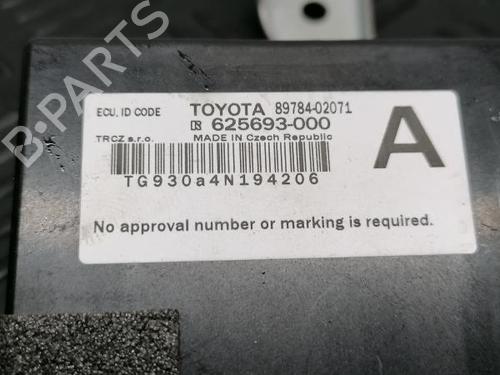 ECU. ID CODE TOYOTA 89784-02071
625693-000
TRCZ s.r.o. MADE IN Czech Republic
A
TG930a4N194206
No approval number or marking is required.
B-Parts